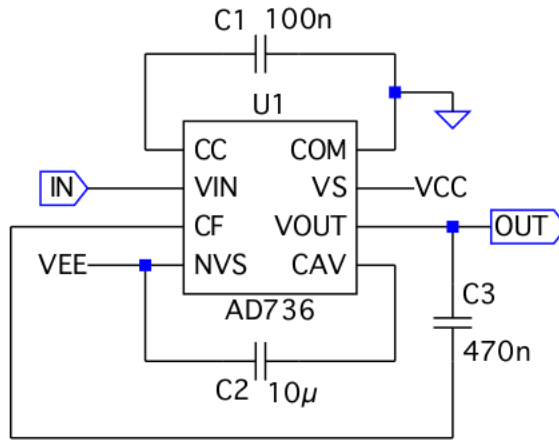 C1 100n
U1
CC COM
IN VIN VS VCC
CF VOUT OUT
VEE NVS CAV
C3
AD736
470n
C2 10µ